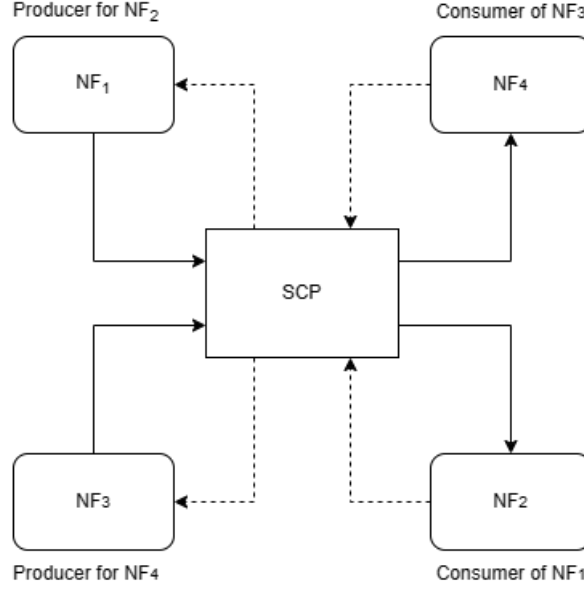 Producer for NF₂
Consumer of NF₃
NF₁
NF₄
SCP
NF₃
NF₂
Producer for NF₄
Consumer of NF₁